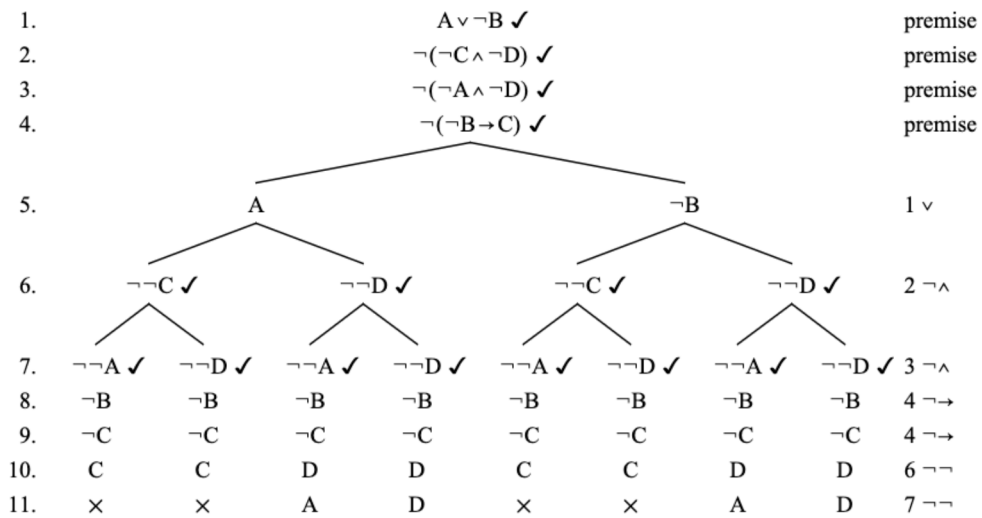 1. A ∨ ¬B ✓ premise
2. ¬(¬C ∧ ¬D) ✓ premise
3. ¬(¬A ∧ ¬D) ✓ premise
4. ¬(¬B → C) ✓ premise
5. A ¬B 1 ∨
6. ¬¬C ✓ ¬¬D ✓ ¬¬C ✓ ¬¬D ✓ 2 ¬∧
7. ¬¬A ✓ ¬¬D ✓ ¬¬A ✓ ¬¬D ✓ ¬¬A ✓ ¬¬D ✓ ¬¬A ✓ ¬¬D ✓ 3 ¬∧
8. ¬B ¬B ¬B ¬B ¬B ¬B ¬B ¬B 4 ¬→
9. ¬C ¬C ¬C ¬C ¬C ¬C ¬C ¬C 4 ¬→
10. C C D D C C D D 6 ¬¬
11. × × A D × × A D 7 ¬¬